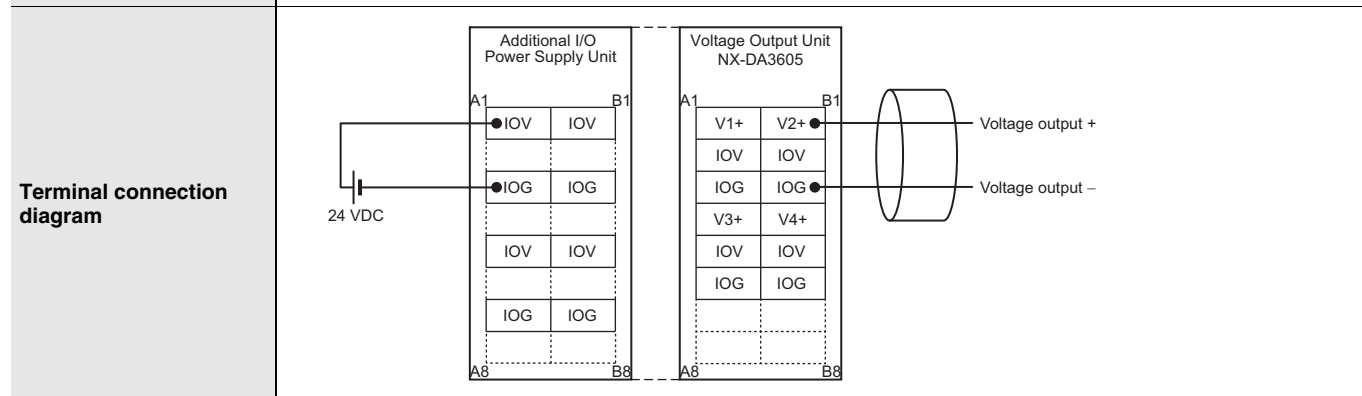 Terminal connection
diagram
Additional I/O
Power Supply Unit
A1 B1
IOV IOV
IOG IOG
IOV IOV
IOG IOG
A8 B8
24 VDC
Voltage Output Unit
NX-DA3605
A1 B1
V1+ V2+
IOV IOV
IOG IOG
V3+ V4+
IOV IOV
IOG IOG
A8 B8
Voltage output +
Voltage output –